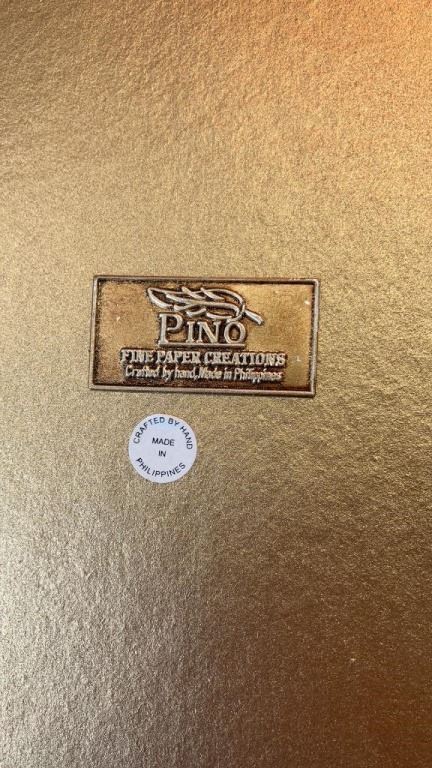 PINO
FINE PAPER CREATIONS
Crafted by hand, Made in Philippines
CRAFTED BY HAND
MADE
IN
PHILIPPINES